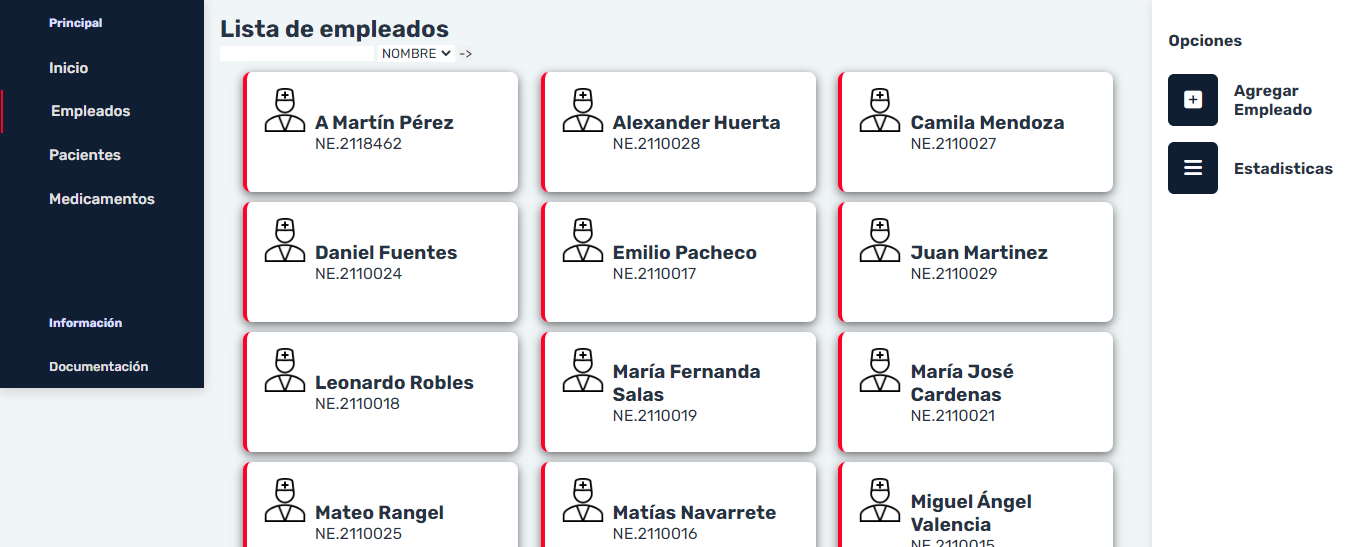 Principal
Inicio
Empleados
Pacientes
Medicamentos
Información
Documentación
Lista de empleados
NOMBRE ->
A Martín Pérez
NE.2118462
Alexander Huerta
NE.2110028
Camila Mendoza
NE.2110027
Daniel Fuentes
NE.2110024
Emilio Pacheco
NE.2110017
Juan Martinez
NE.2110029
Leonardo Robles
NE.2110018
María Fernanda
Salas
NE.2110019
María José
Cardenas
NE.2110021
Mateo Rangel
NE.2110025
Matías Navarrete
NE.2110016
Miguel Ángel
Valencia
NE.2110015
Opciones
Agregar
Empleado
Estadisticas